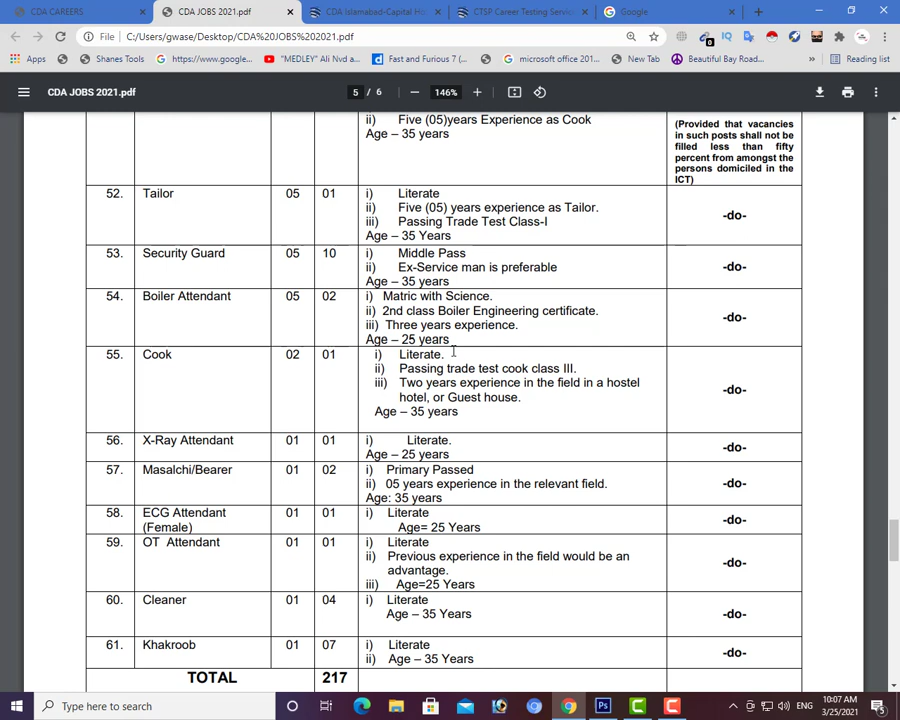 CDA CAREERS
CDA JOBS 2021.pdf
CDA Islamabad-Capital H
CTSP Career Testing Servic
Google
File
C:/Users/gwase/Desktop/CDA%20JOBS%202021.pdf
Apps
Shanes Tools
https://www.google...
"MEDLEY" Ali Nvd a...
Fast and Furious 7 (...
microsoft office 201...
New Tab
Beautiful Bay Road...
»
Reading list
CDA JOBS 2021.pdf
5 / 6
146%
ii) Five (05)years Experience as Cook
Age – 35 years
(Provided that vacancies
in such posts shall not be
filled less than fifty
percent from amongst the
persons domiciled in the
ICT)
52. Tailor 05 01
i) Literate
ii) Five (05) years experience as Tailor.
iii) Passing Trade Test Class-I
Age – 35 Years
-do-
53. Security Guard 05 10
i) Middle Pass
ii) Ex-Service man is preferable
Age – 35 years
-do-
54. Boiler Attendant 05 02
i) Matric with Science.
ii) 2nd class Boiler Engineering certificate.
iii) Three years experience.
Age – 25 years
-do-
55. Cook 02 01
i) Literate.
ii) Passing trade test cook class III.
iii) Two years experience in the field in a hostel
hotel, or Guest house.
Age – 35 years
-do-
56. X-Ray Attendant 01 01
i) Literate.
Age – 25 years
-do-
57. Masalchi/Bearer 01 02
i) Primary Passed
ii) 05 years experience in the relevant field.
Age: 35 years
-do-
58. ECG Attendant
(Female)
01 01
i) Literate
Age= 25 Years
-do-
59. OT Attendant 01 01
i) Literate
ii) Previous experience in the field would be an
advantage.
iii) Age=25 Years
-do-
60. Cleaner 01 04
i) Literate
Age – 35 Years
-do-
61. Khakroob 01 07
i) Literate
ii) Age – 35 Years
-do-
TOTAL 217
Type here to search
ENG
10:07 AM
3/25/2021
5